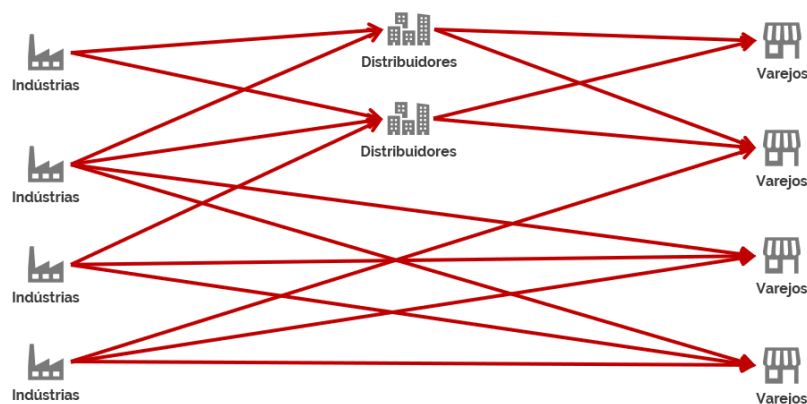 Distribuidores
Varejos
Indústrias
Distribuidores
Varejos
Indústrias
Varejos
Indústrias
Varejos
Indústrias